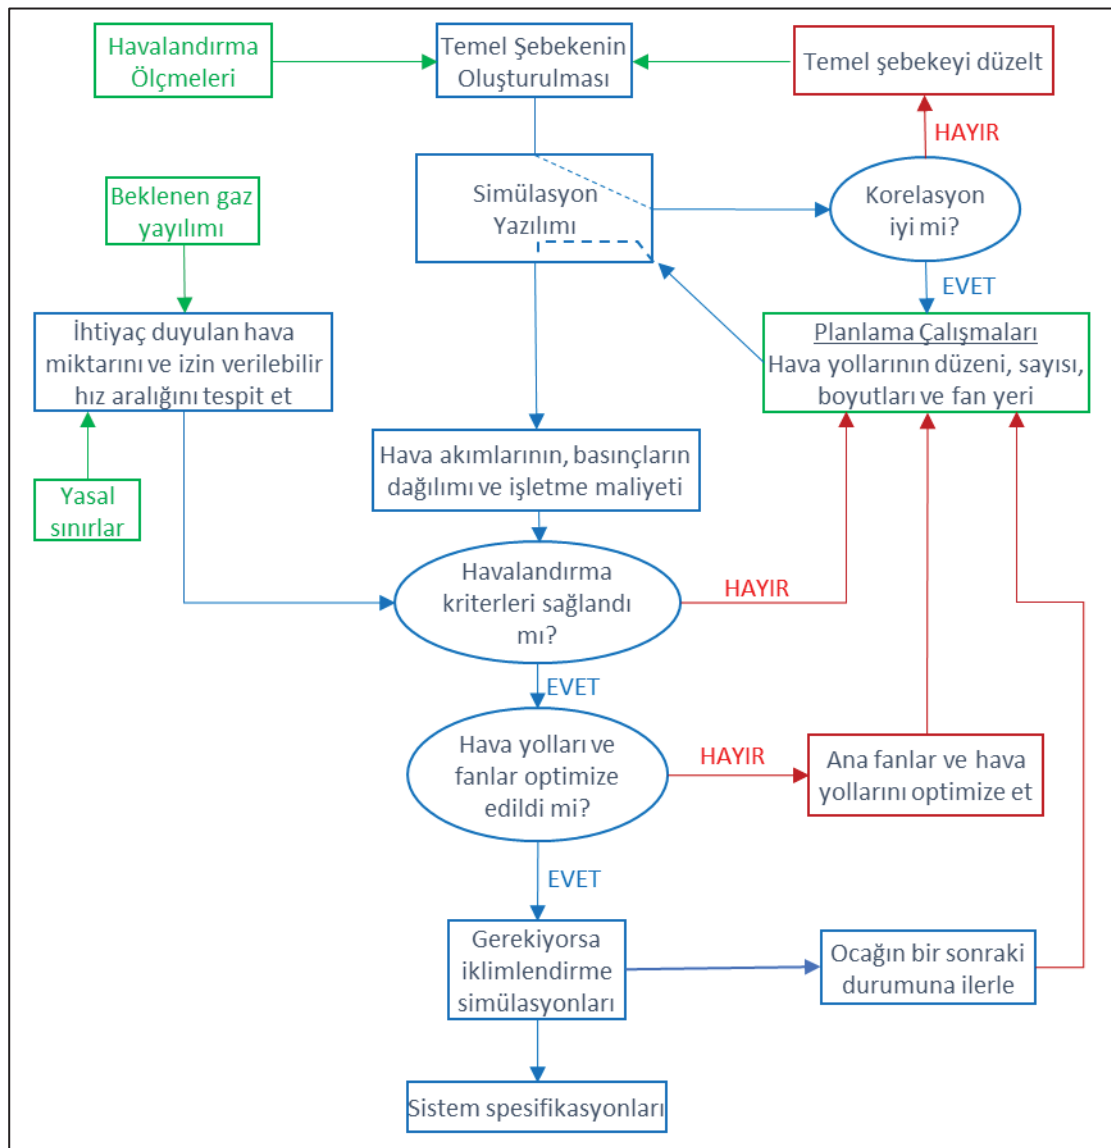 Havalandırma
Ölçmeleri
Temel Şebekenin
Oluşturulması
Temel şebekeyi düzelt
HAYIR
Beklenen gaz
yayılımı
Simülasyon
Yazılımı
Korelasyon
iyi mi?
EVET
İhtiyaç duyulan hava
miktarını ve izin verilebilir
hız aralığını tespit et
Planlama Çalışmaları
Hava yollarının düzeni, sayısı,
boyutları ve fan yeri
Yasal
sınırlar
Hava akımlarının, basınçların
dağılımı ve işletme maliyeti
Havalandırma
kriterleri sağlandı
mı?
HAYIR
EVET
Hava yolları ve
fanlar optimize
edildi mi?
HAYIR
Ana fanlar ve hava
yollarını optimize et
EVET
Gerekiyorsa
iklimlendirme
simülasyonları
Ocağın bir sonraki
durumuna ilerle
Sistem spesifikasyonları